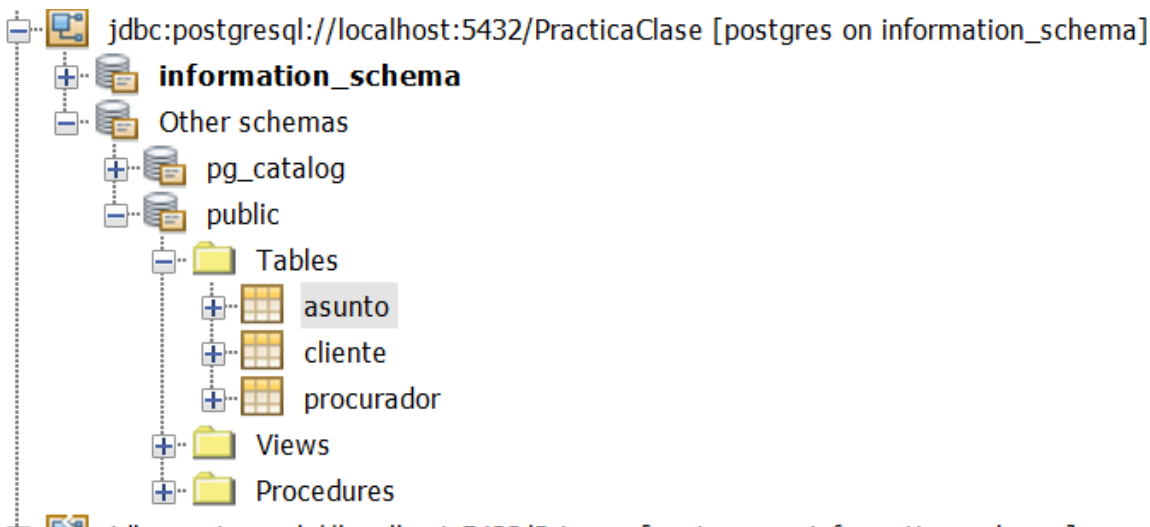 jdbc:postgresql://localhost:5432/PracticaClase [postgres on information_schema]
information_schema
Other schemas
pg_catalog
public
Tables
asunto
cliente
procurador
Views
Procedures